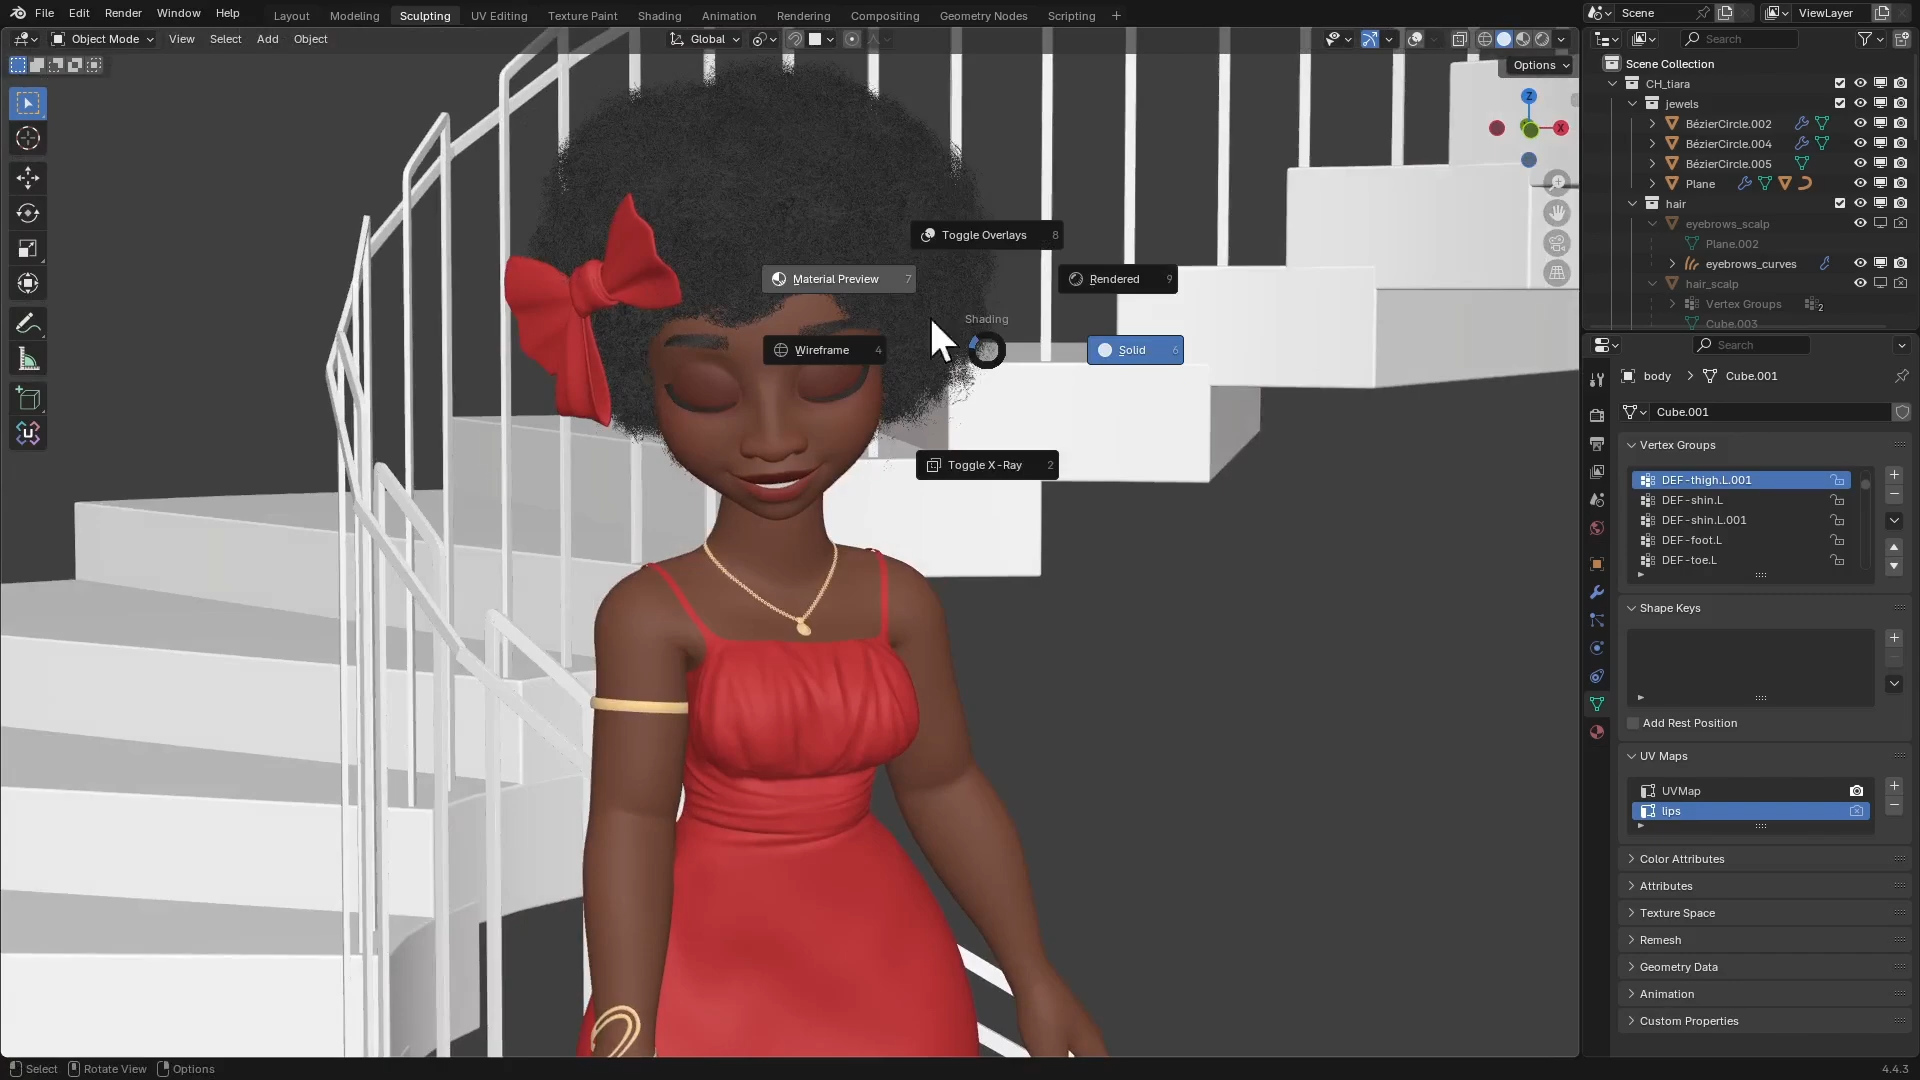 File Edit Render Window Help Layout Modeling Sculpting UV Editing Texture Paint Shading Animation Rendering Compositing Geometry Nodes Scripting + Scene ViewLayer
Object Mode View Select Add Object Global Search
Options
Scene Collection
CH_tiara
jewels
BézierCircle.002
BézierCircle.004
BézierCircle.005
Plane
hair
eyebrows_scalp
Plane.002
eyebrows_curves
hair_scalp
Vertex Groups 2
Cube.003
Z
X
Toggle Overlays 8
Material Preview 7
Rendered 9
Shading
Wireframe 4
Solid 6
Toggle X-Ray 2
Search
body > Cube.001
Cube.001
Vertex Groups
DEF-thigh.L.001
DEF-shin.L
DEF-shin.L.001
DEF-foot.L
DEF-toe.L
Shape Keys
Add Rest Position
UV Maps
UVMap
lips
Color Attributes
Attributes
Texture Space
Remesh
Geometry Data
Animation
Custom Properties
Select Rotate View Options 4.4.3